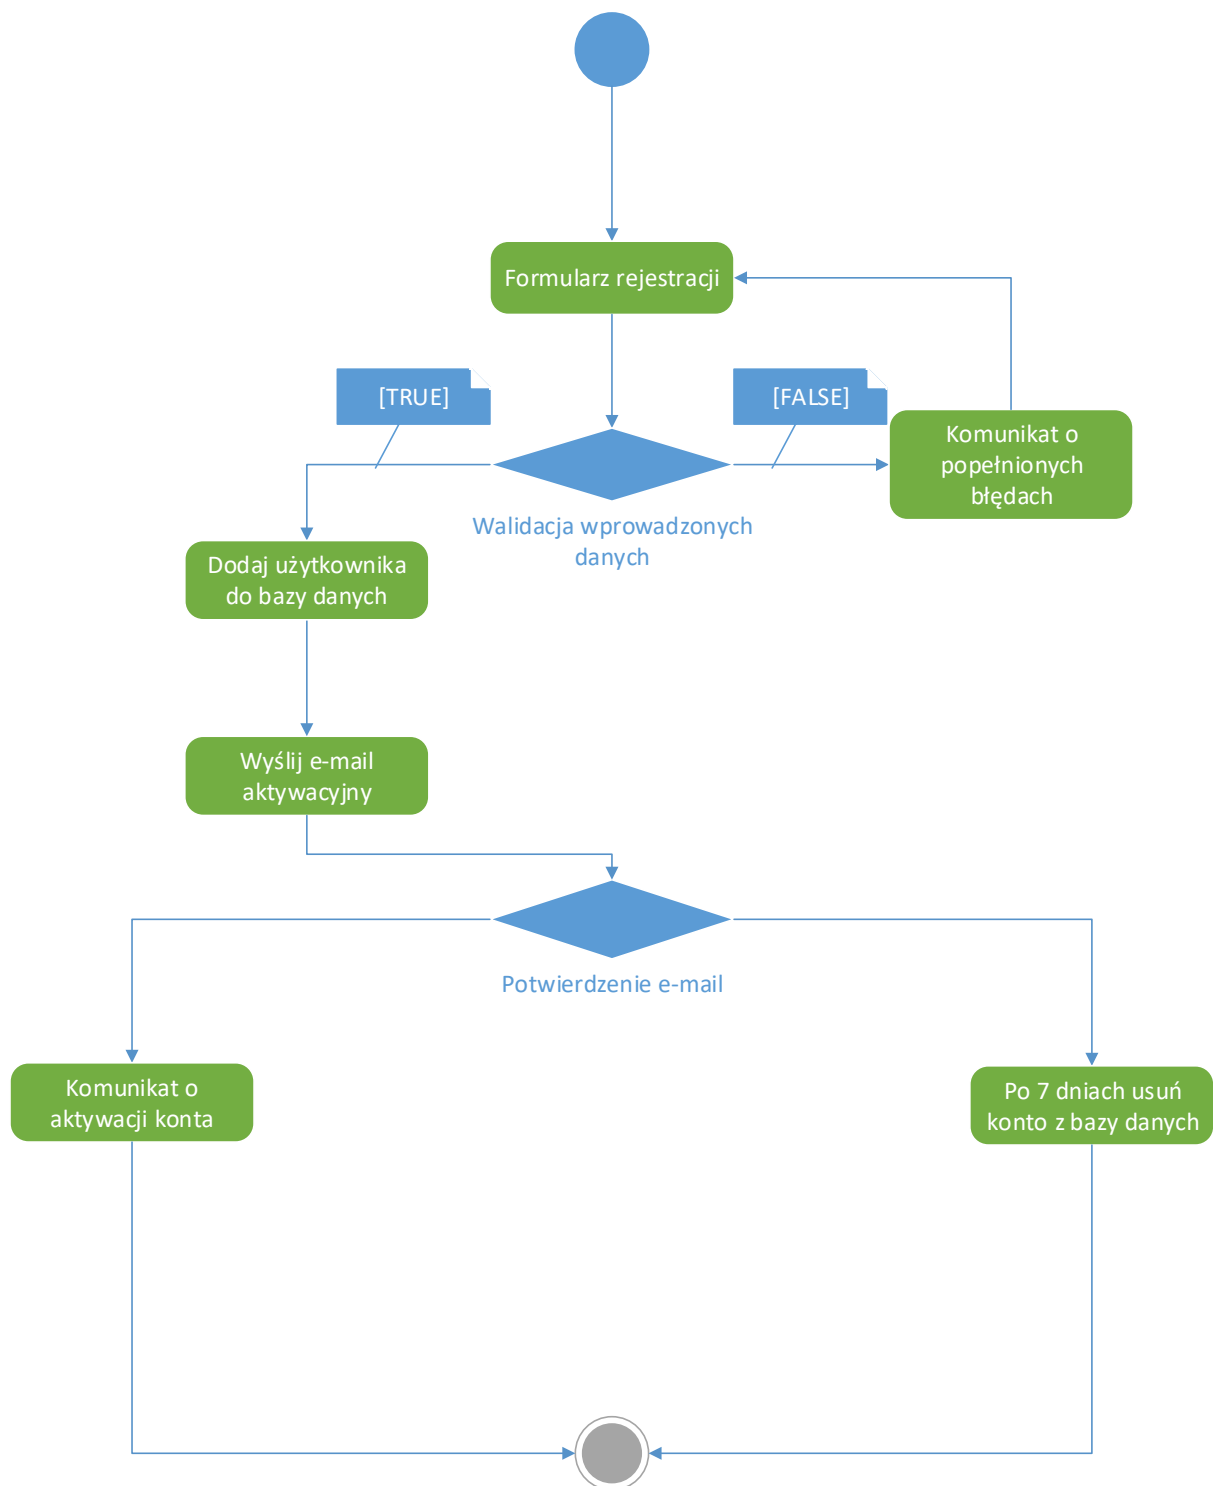 Formularz rejestracji
[TRUE]
[FALSE]
Komunikat o
popełnionych
błędach
Walidacja wprowadzonych
danych
Dodaj użytkownika
do bazy danych
Wyślij e-mail
aktywacyjny
Potwierdzenie e-mail
Komunikat o
aktywacji konta
Po 7 dniach usuń
konto z bazy danych